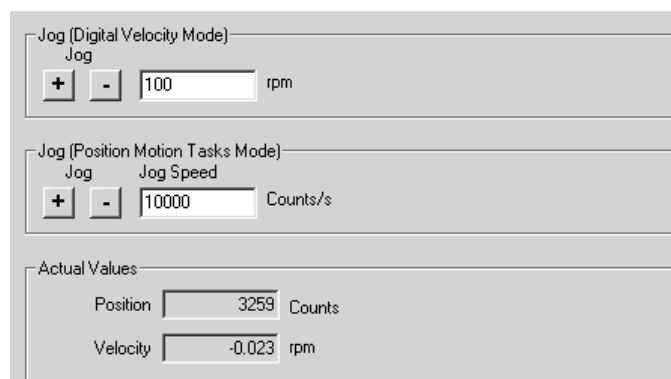 Jog (Digital Velocity Mode)
Jog
+ - 100 rpm
Jog (Position Motion Tasks Mode)
Jog Jog Speed
+ - 10000 Counts/s
Actual Values
Position 3259 Counts
Velocity -0.023 rpm